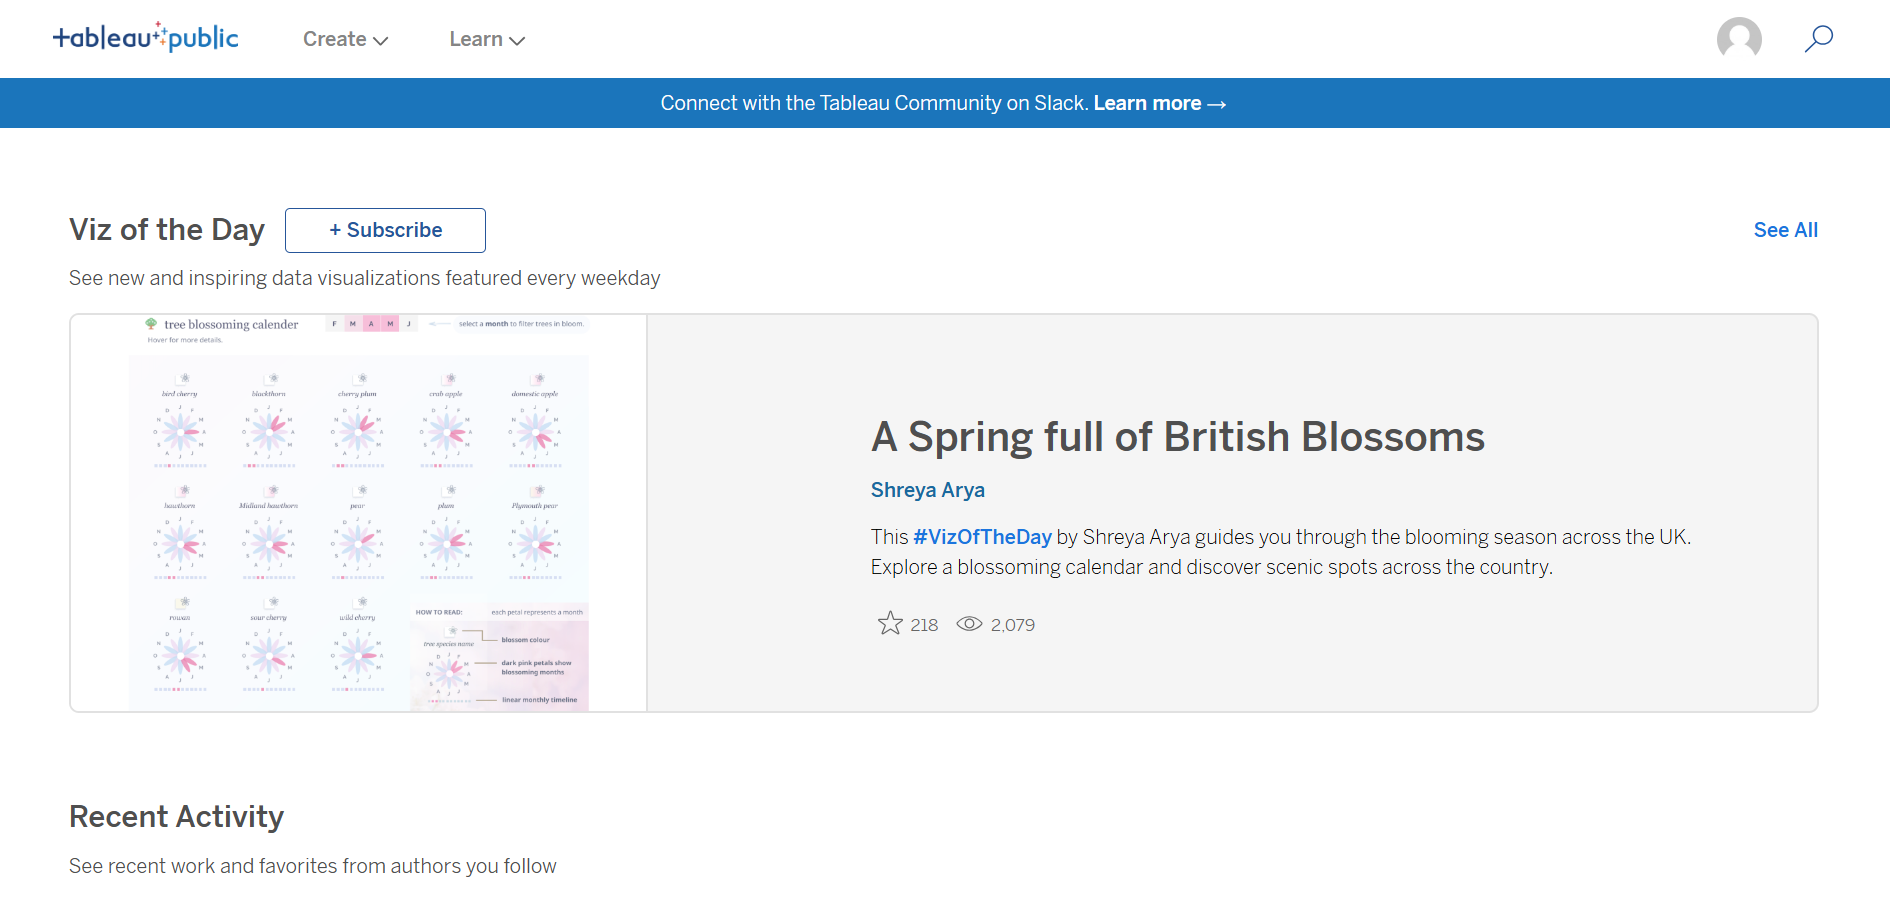 tableau public
Create
Learn
Connect with the Tableau Community on Slack. Learn more →
Viz of the Day
+ Subscribe
See All
See new and inspiring data visualizations featured every weekday
tree blossoming calender
F M A M J
select a month to filter trees in bloom.
Hover for more details.
bird cherry
blackthorn
cherry plum
crab apple
domestic apple
hawthorn
Midland hawthorn
pear
plum
Plymouth pear
rowan
sour cherry
wild cherry
HOW TO READ:
each petal represents a month
tree species name
blossom colour
dark pink petals show
blossoming months
linear monthly timeline
A Spring full of British Blossoms
Shreya Arya
This #VizOfTheDay by Shreya Arya guides you through the blooming season across the UK.
Explore a blossoming calendar and discover scenic spots across the country.
218
2,079
Recent Activity
See recent work and favorites from authors you follow